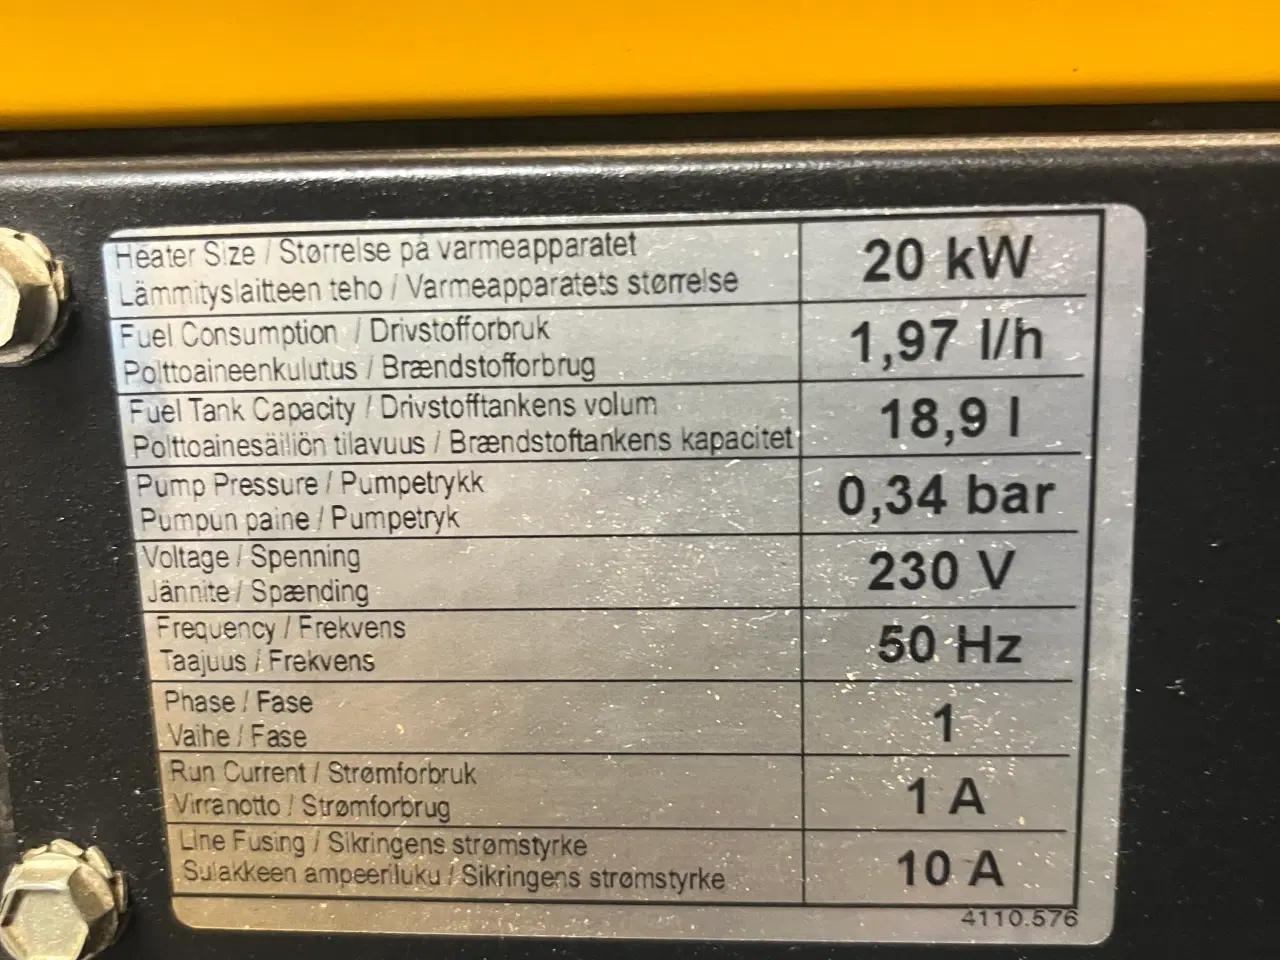 Heater Size / Størrelse på varmeapparatet
Lämmityslaitteen teho / Varmeapparatets størrelse
20 kW
Fuel Consumption / Drivstofforbruk
Polttoaineenkulutus / Brændstofforbrug
1,97 l/h
Fuel Tank Capacity / Drivstofftankens volum
Polttoainesäiliön tilavuus / Brændstoftankens kapacitet
18,9 l
Pump Pressure / Pumpetrykk
Pumpun paine / Pumpetryk
0,34 bar
Voltage / Spenning
Jännite / Spænding
230 V
Frequency / Frekvens
Taajuus / Frekvens
50 Hz
Phase / Fase
Vaihe / Fase
1
Run Current / Strømforbruk
Virranotto / Strømforbrug
1 A
Line Fusing / Sikringens strømstyrke
Sulakkeen ampeeriluku / Sikringens strømstyrke
10 A
4110.576